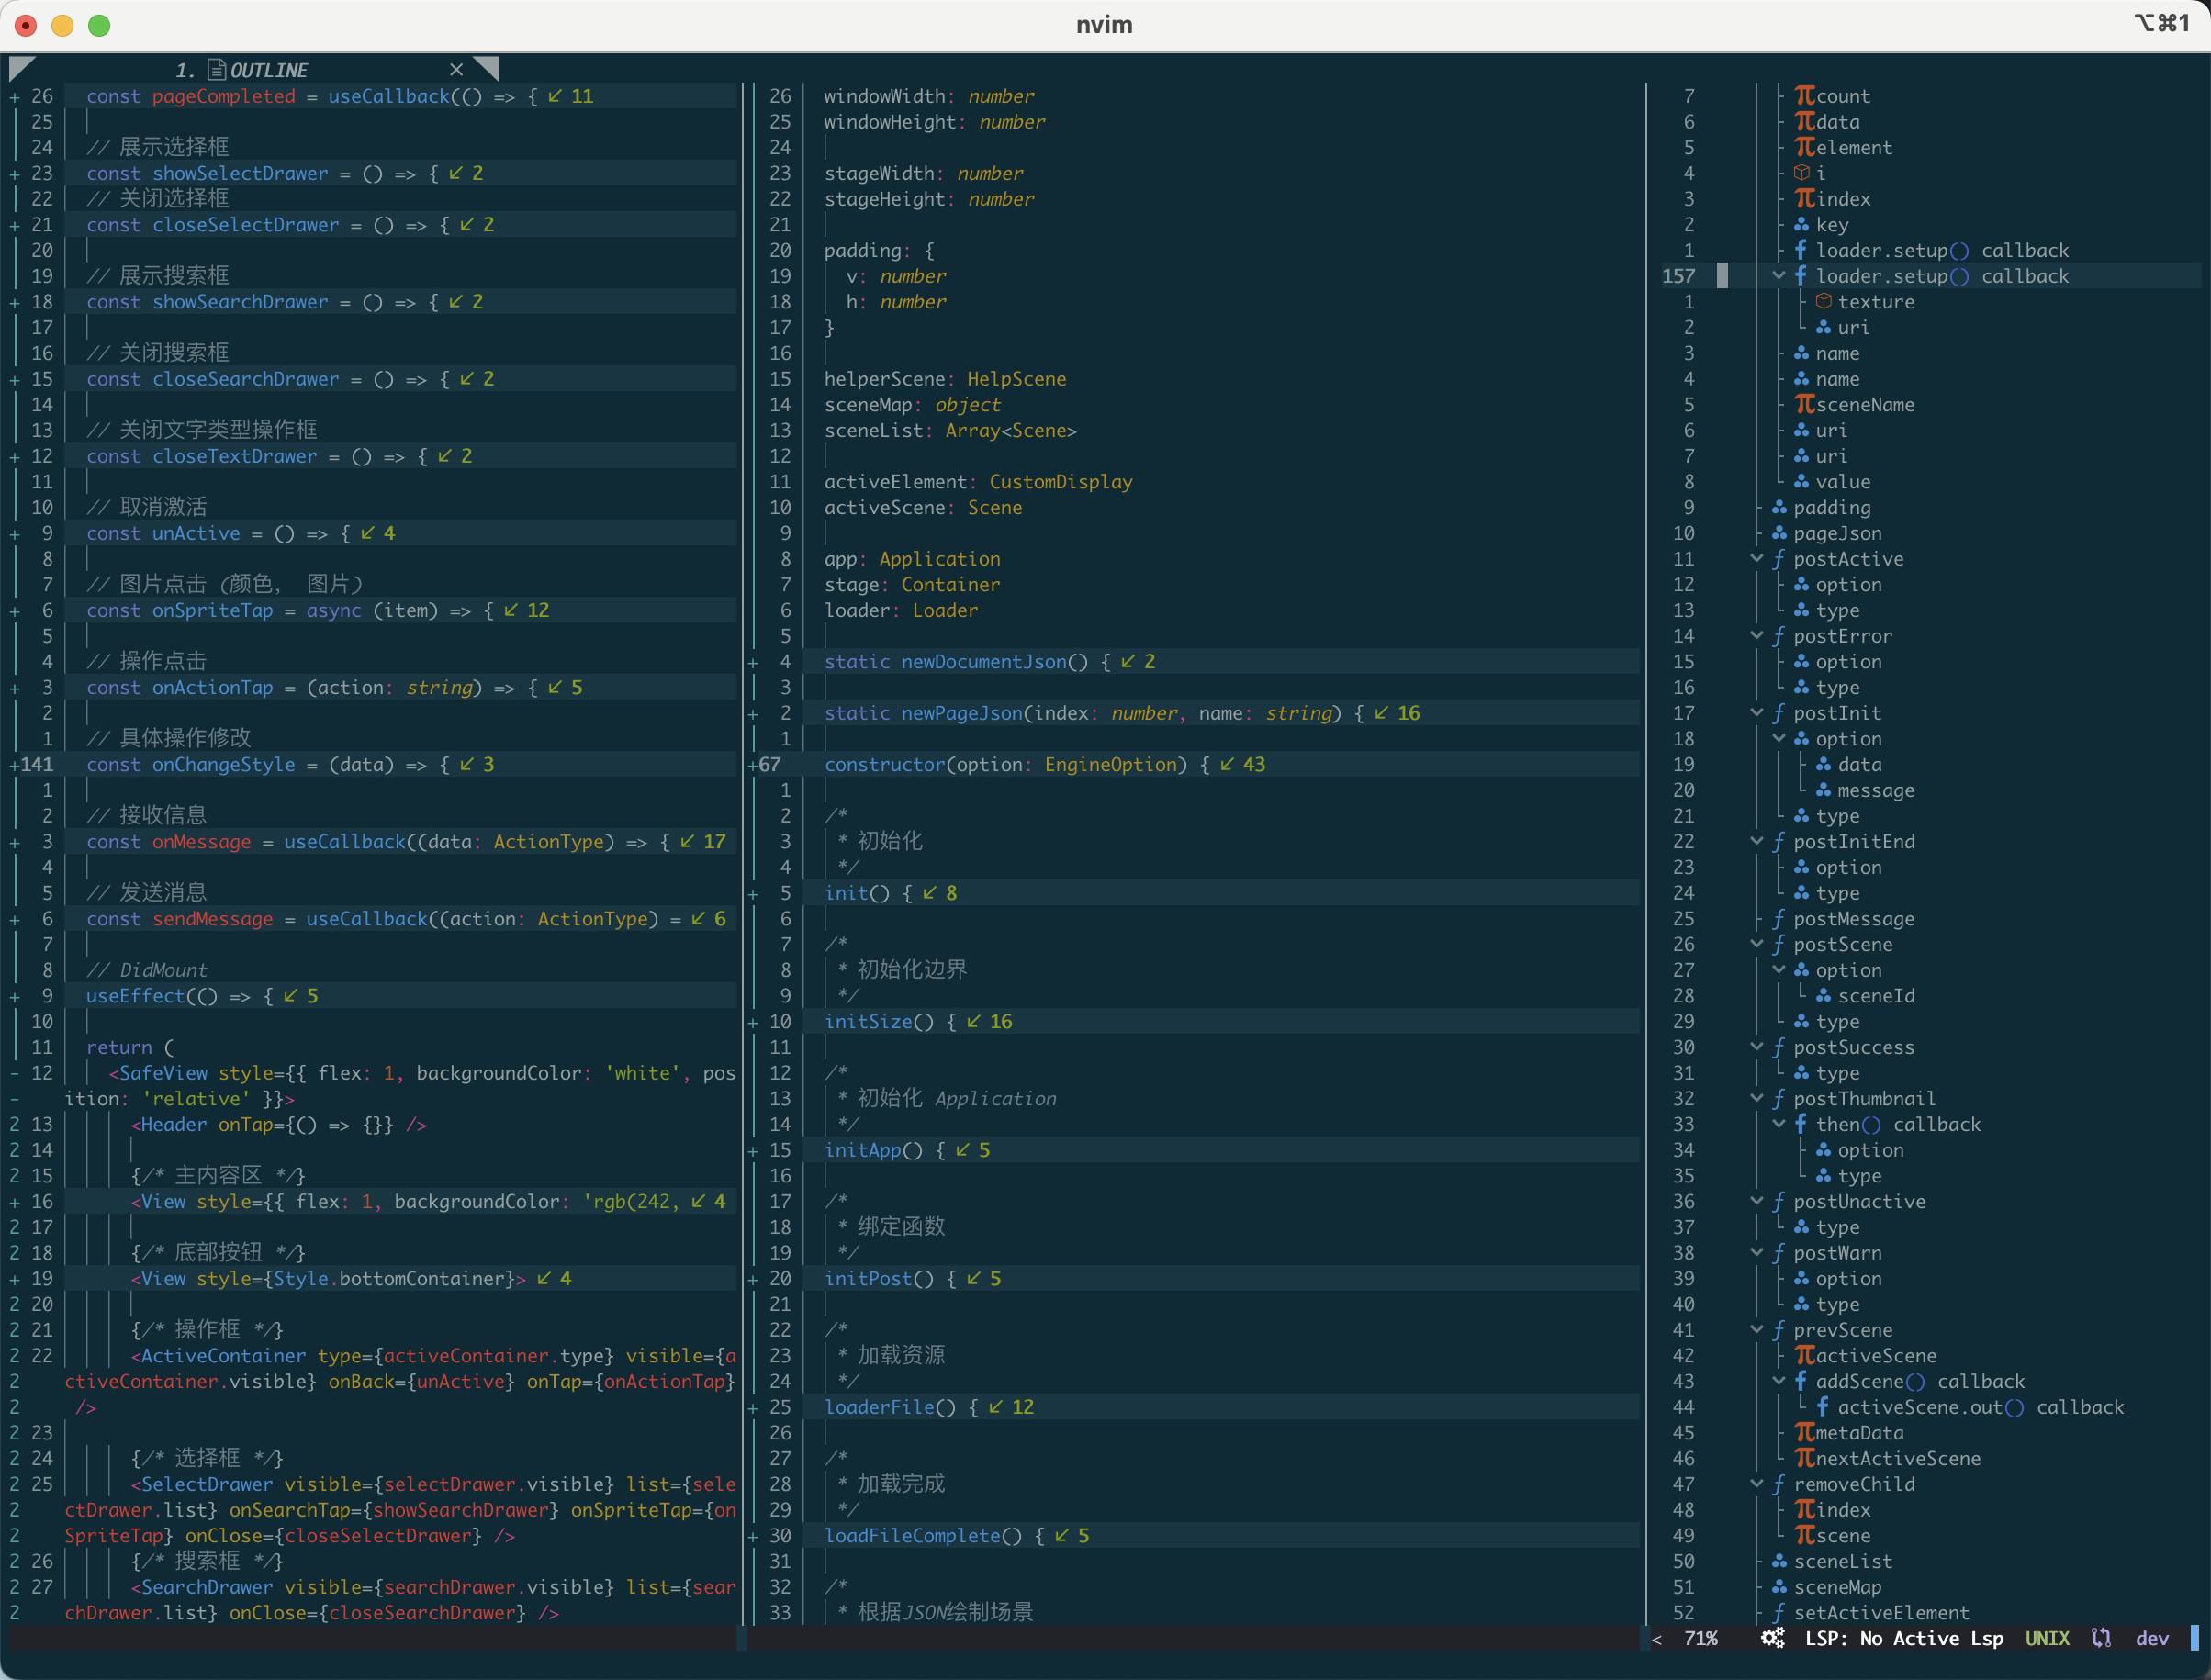 nvim
⌥⌘1
1. OUTLINE ×
+ 26 const pageCompleted = useCallback(() => { ↙ 11
25
24 // 展示选择框
+ 23 const showSelectDrawer = () => { ↙ 2
22 // 关闭选择框
+ 21 const closeSelectDrawer = () => { ↙ 2
20
19 // 展示搜索框
+ 18 const showSearchDrawer = () => { ↙ 2
17
16 // 关闭搜索框
+ 15 const closeSearchDrawer = () => { ↙ 2
14
13 // 关闭文字类型操作框
+ 12 const closeTextDrawer = () => { ↙ 2
11
10 // 取消激活
+ 9 const unActive = () => { ↙ 4
8
7 // 图片点击 (颜色, 图片)
+ 6 const onSpriteTap = async (item) => { ↙ 12
5
4 // 操作点击
+ 3 const onActionTap = (action: string) => { ↙ 5
2
1 // 具体操作修改
+141 const onChangeStyle = (data) => { ↙ 3
1
2 // 接收信息
+ 3 const onMessage = useCallback((data: ActionType) => { ↙ 17
4
5 // 发送消息
+ 6 const sendMessage = useCallback((action: ActionType) = ↙ 6
7
8 // DidMount
+ 9 useEffect(() => { ↙ 5
10
11 return (
- 12 <SafeView style={{ flex: 1, backgroundColor: 'white', pos
- ition: 'relative' }}>
2 13 <Header onTap={() => {}} />
2 14
2 15 {/* 主内容区 */}
+ 16 <View style={{ flex: 1, backgroundColor: 'rgb(242, ↙ 4
2 17
2 18 {/* 底部按钮 */}
+ 19 <View style={Style.bottomContainer}> ↙ 4
2 20
2 21 {/* 操作框 */}
2 22 <ActiveContainer type={activeContainer.type} visible={a
2 ctiveContainer.visible} onBack={unActive} onTap={onActionTap}
2 />
2 23
2 24 {/* 选择框 */}
2 25 <SelectDrawer visible={selectDrawer.visible} list={sele
2 ctDrawer.list} onSearchTap={showSearchDrawer} onSpriteTap={on
2 SpriteTap} onClose={closeSelectDrawer} />
2 26 {/* 搜索框 */}
2 27 <SearchDrawer visible={searchDrawer.visible} list={sear
2 chDrawer.list} onClose={closeSearchDrawer} />
26 windowWidth: number
25 windowHeight: number
24
23 stageWidth: number
22 stageHeight: number
21
20 padding: {
19 v: number
18 h: number
17 }
16
15 helperScene: HelpScene
14 sceneMap: object
13 sceneList: Array<Scene>
12
11 activeElement: CustomDisplay
10 activeScene: Scene
9
8 app: Application
7 stage: Container
6 loader: Loader
5
+ 4 static newDocumentJson() { ↙ 2
3
+ 2 static newPageJson(index: number, name: string) { ↙ 16
1
+67 constructor(option: EngineOption) { ↙ 43
1
2 /*
3 * 初始化
4 */
+ 5 init() { ↙ 8
6
7 /*
8 * 初始化边界
9 */
+ 10 initSize() { ↙ 16
11
12 /*
13 * 初始化 Application
14 */
+ 15 initApp() { ↙ 5
16
17 /*
18 * 绑定函数
19 */
+ 20 initPost() { ↙ 5
21
22 /*
23 * 加载资源
24 */
+ 25 loaderFile() { ↙ 12
26
27 /*
28 * 加载完成
29 */
+ 30 loadFileComplete() { ↙ 5
31
32 /*
33 * 根据JSON绘制场景
7 πcount
6 πdata
5 πelement
4 i
3 πindex
2 key
1 f loader.setup() callback
157 f loader.setup() callback
1 texture
2 uri
3 name
4 name
5 πsceneName
6 uri
7 uri
8 value
9 padding
10 pageJson
11 ƒ postActive
12 option
13 type
14 ƒ postError
15 option
16 type
17 ƒ postInit
18 option
19 data
20 message
21 type
22 ƒ postInitEnd
23 option
24 type
25 ƒ postMessage
26 ƒ postScene
27 option
28 sceneId
29 type
30 ƒ postSuccess
31 type
32 ƒ postThumbnail
33 f then() callback
34 option
35 type
36 ƒ postUnactive
37 type
38 ƒ postWarn
39 option
40 type
41 ƒ prevScene
42 πactiveScene
43 f addScene() callback
44 f activeScene.out() callback
45 πmetaData
46 πnextActiveScene
47 ƒ removeChild
48 πindex
49 πscene
50 sceneList
51 sceneMap
52 ƒ setActiveElement
< 71% LSP: No Active Lsp UNIX dev